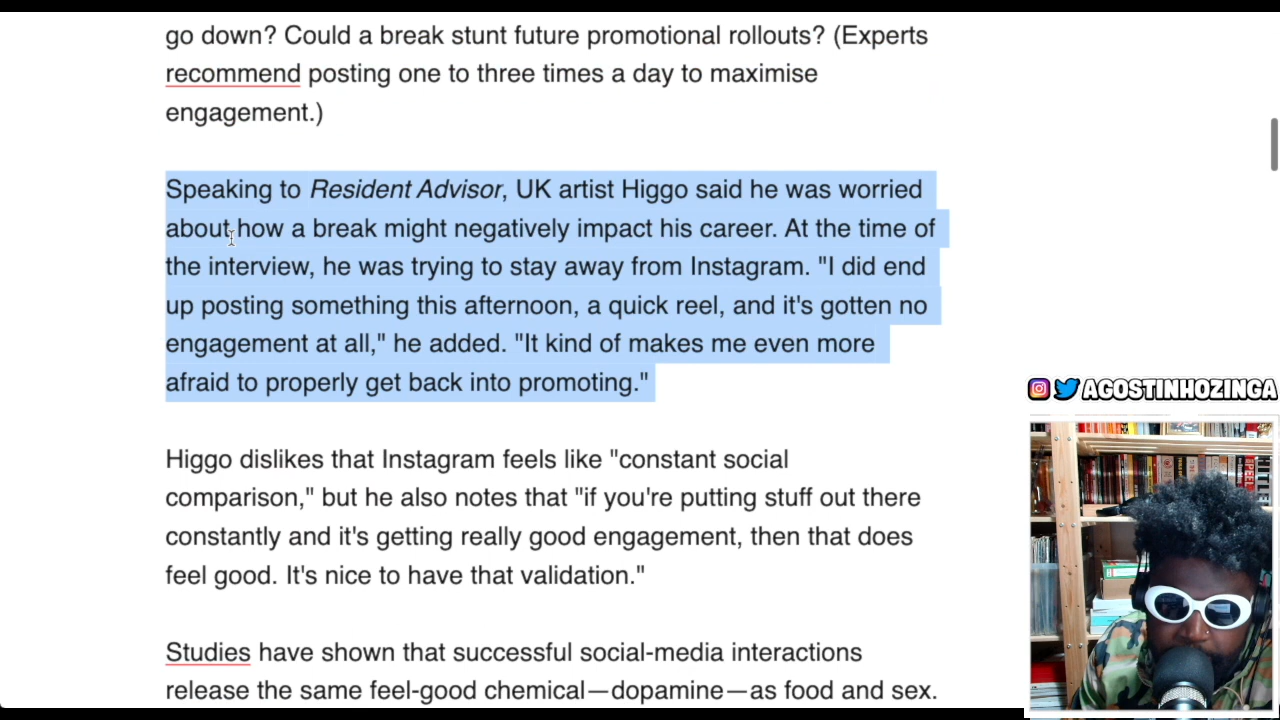 go down? Could a break stunt future promotional rollouts? (Experts
recommend posting one to three times a day to maximise
engagement.)
Speaking to Resident Advisor, UK artist Higgo said he was worried
about how a break might negatively impact his career. At the time of
the interview, he was trying to stay away from Instagram. "I did end
up posting something this afternoon, a quick reel, and it's gotten no
engagement at all," he added. "It kind of makes me even more
afraid to properly get back into promoting."
Higgo dislikes that Instagram feels like "constant social
comparison," but he also notes that "if you're putting stuff out there
constantly and it's getting really good engagement, then that does
feel good. It's nice to have that validation."
Studies have shown that successful social-media interactions
release the same feel-good chemical—dopamine—as food and sex.
AGOSTINHOZINGA